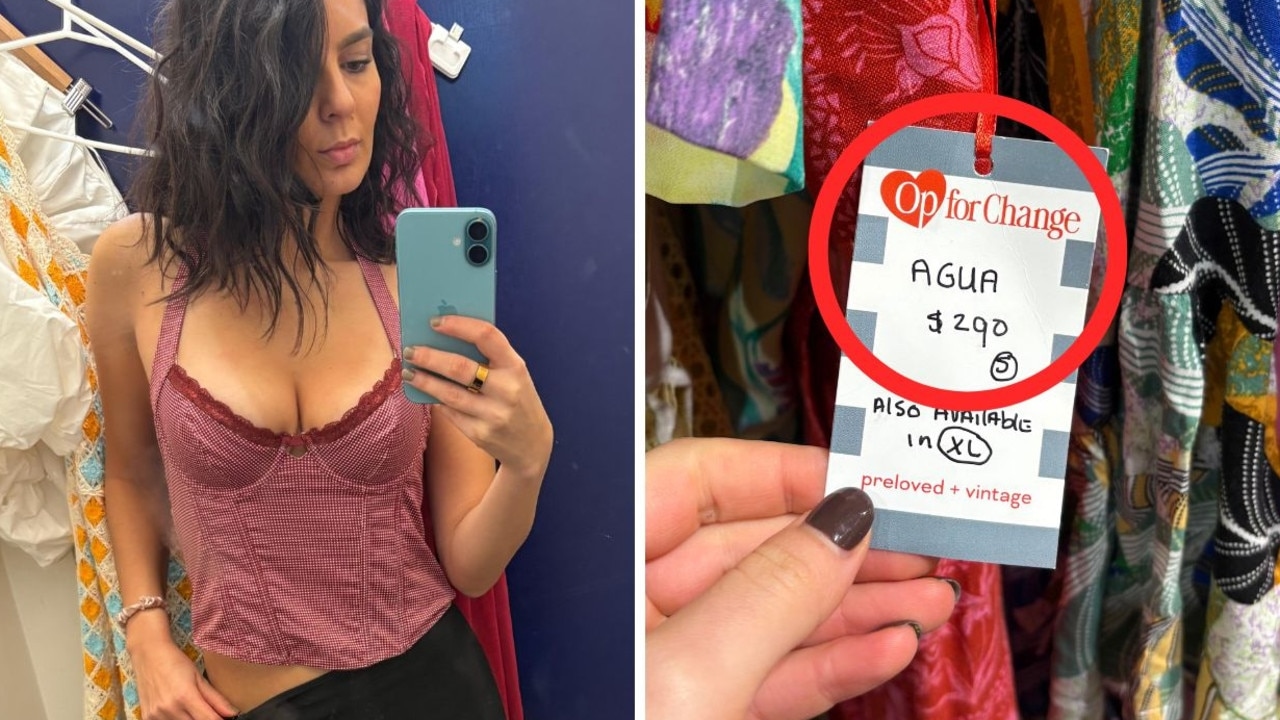 Op for Change
AGUA
$290
S
ALSO AVAILABLE
in XL
preloved + vintage